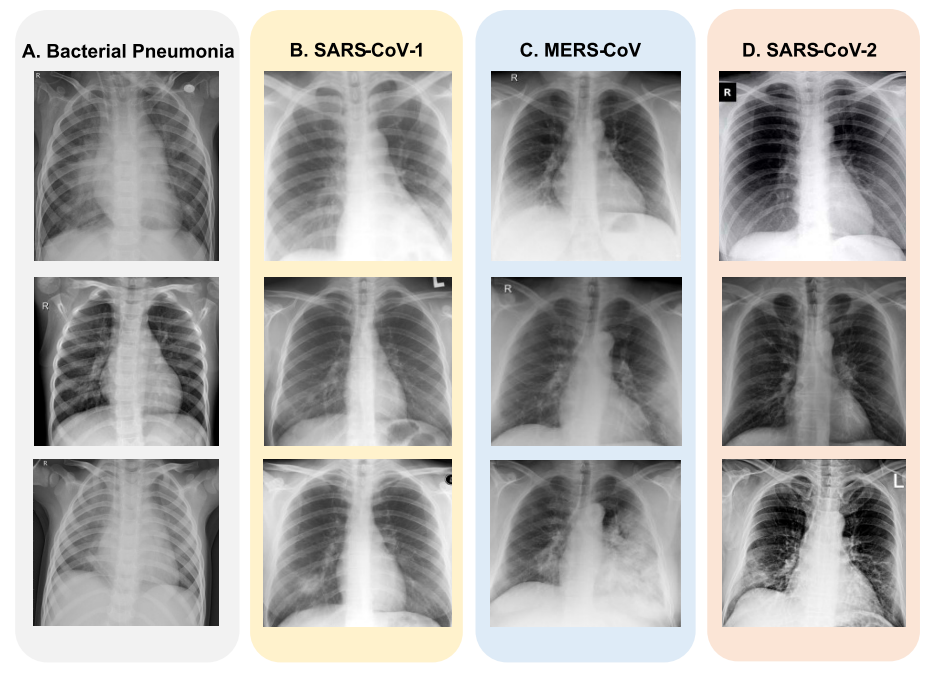 A. Bacterial Pneumonia
B. SARS-CoV-1
C. MERS-CoV
D. SARS-CoV-2
R
R
R
R
L
R
R
L